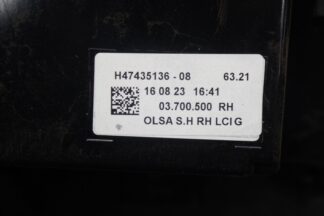 H47435136 - 08 63.21
16 08 23 16:41
03.700.500 RH
OLSA S.H RH LCI G